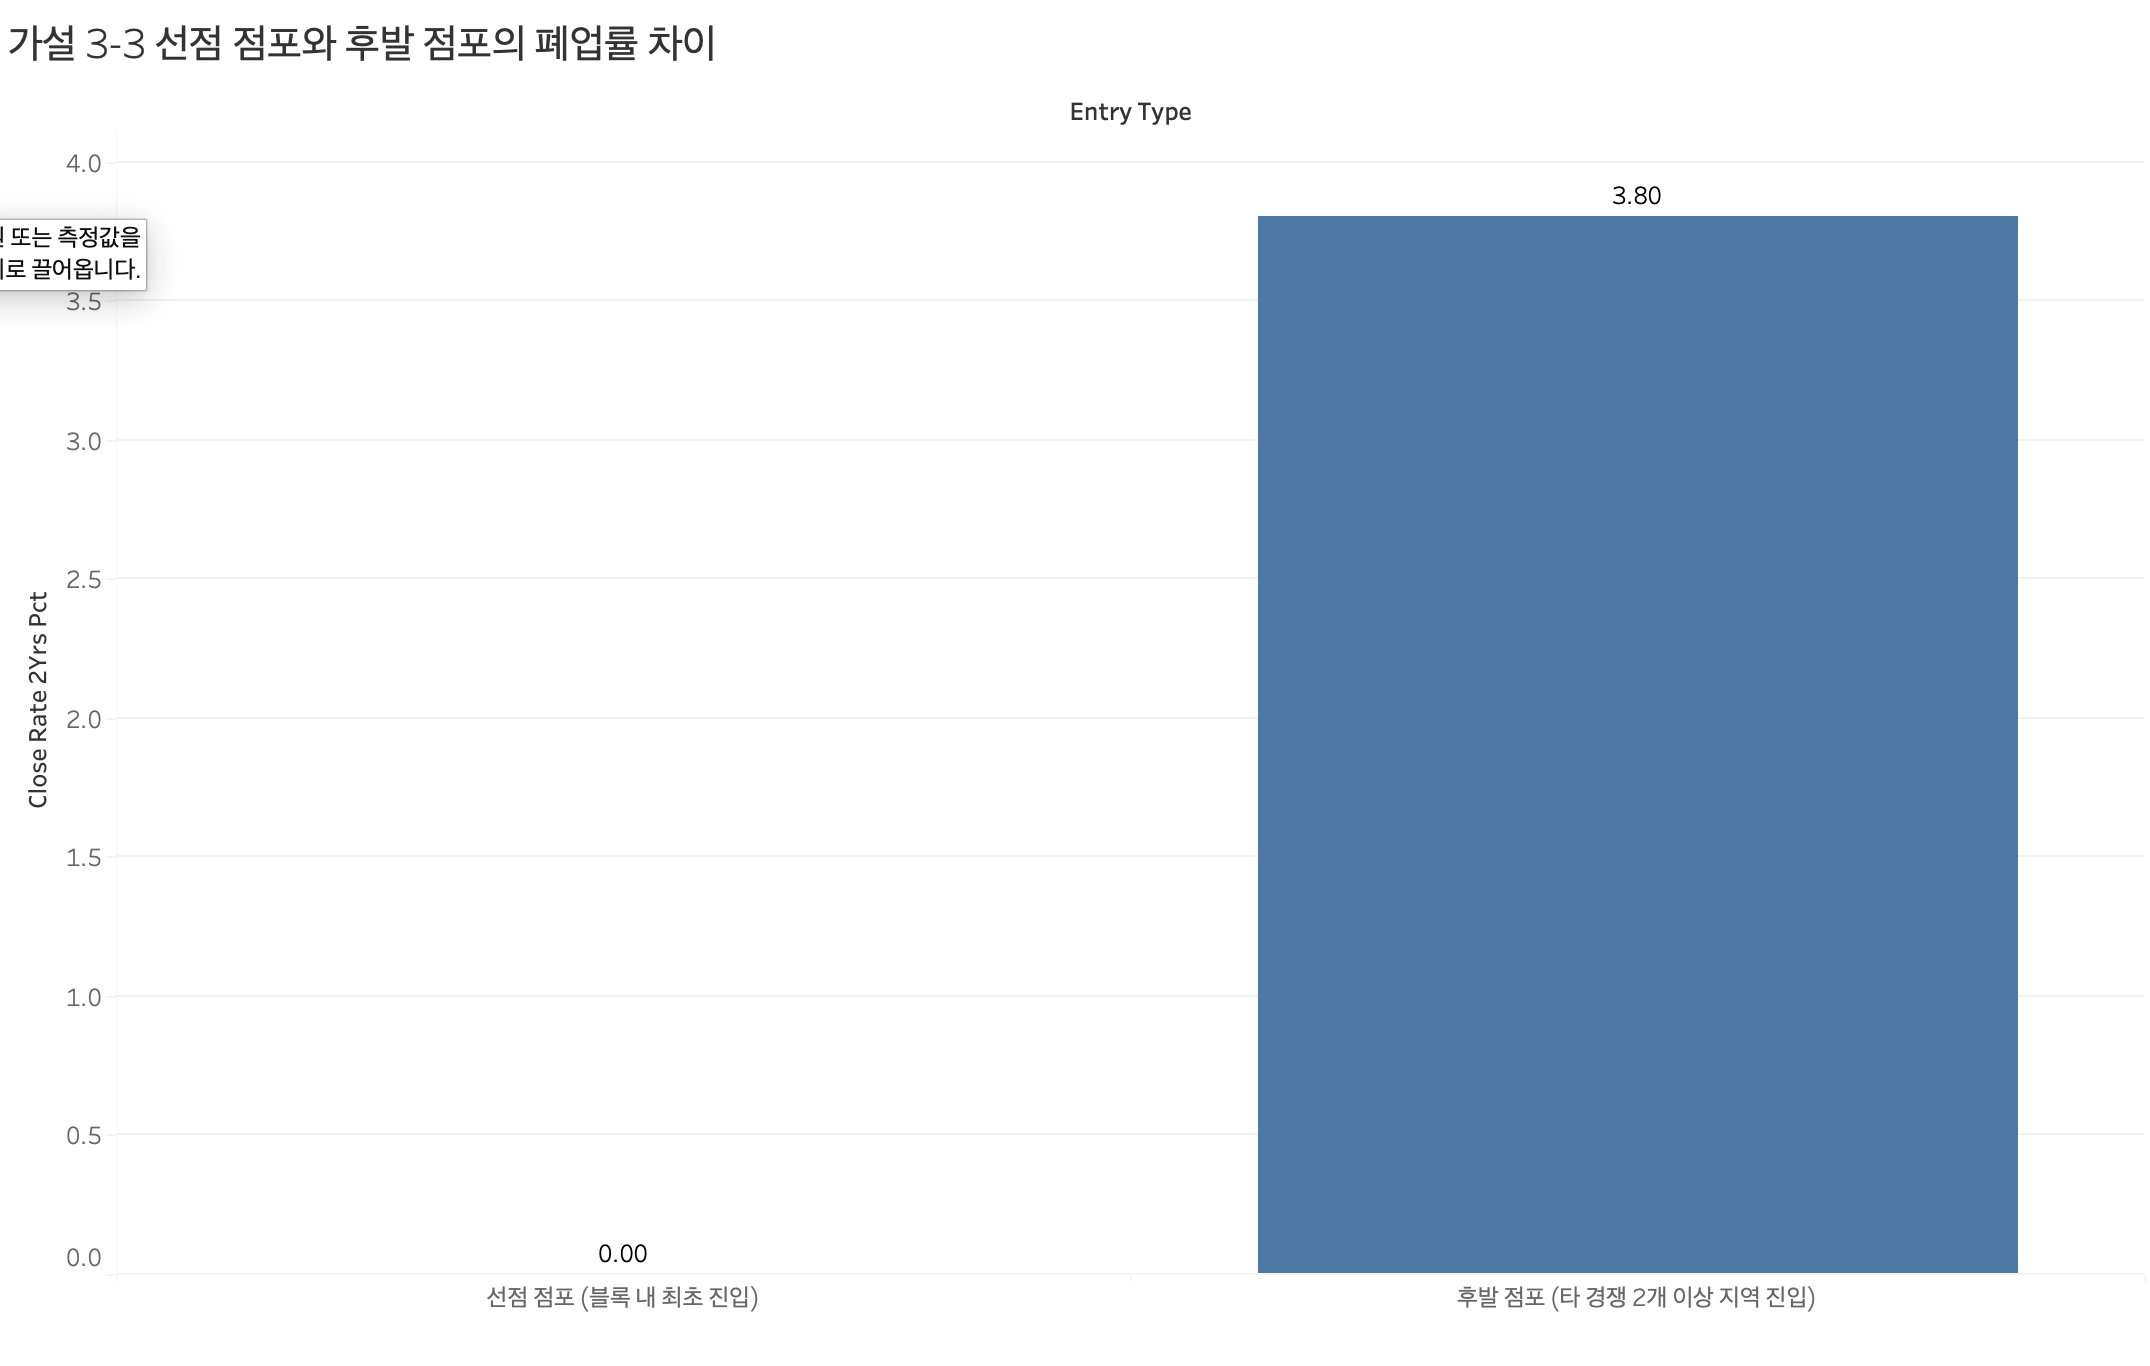 가설 3-3 선점 점포와 후발 점포의 폐업률 차이
Entry Type
4.0
3.80
또는 측정값을
끌어옵니다.
3.5
3.0
2.5
Close Rate 2Yrs Pct
2.0
1.5
1.0
0.5
0.0
0.00
선점 점포 (블록 내 최초 진입)
후발 점포 (타 경쟁 2개 이상 지역 진입)